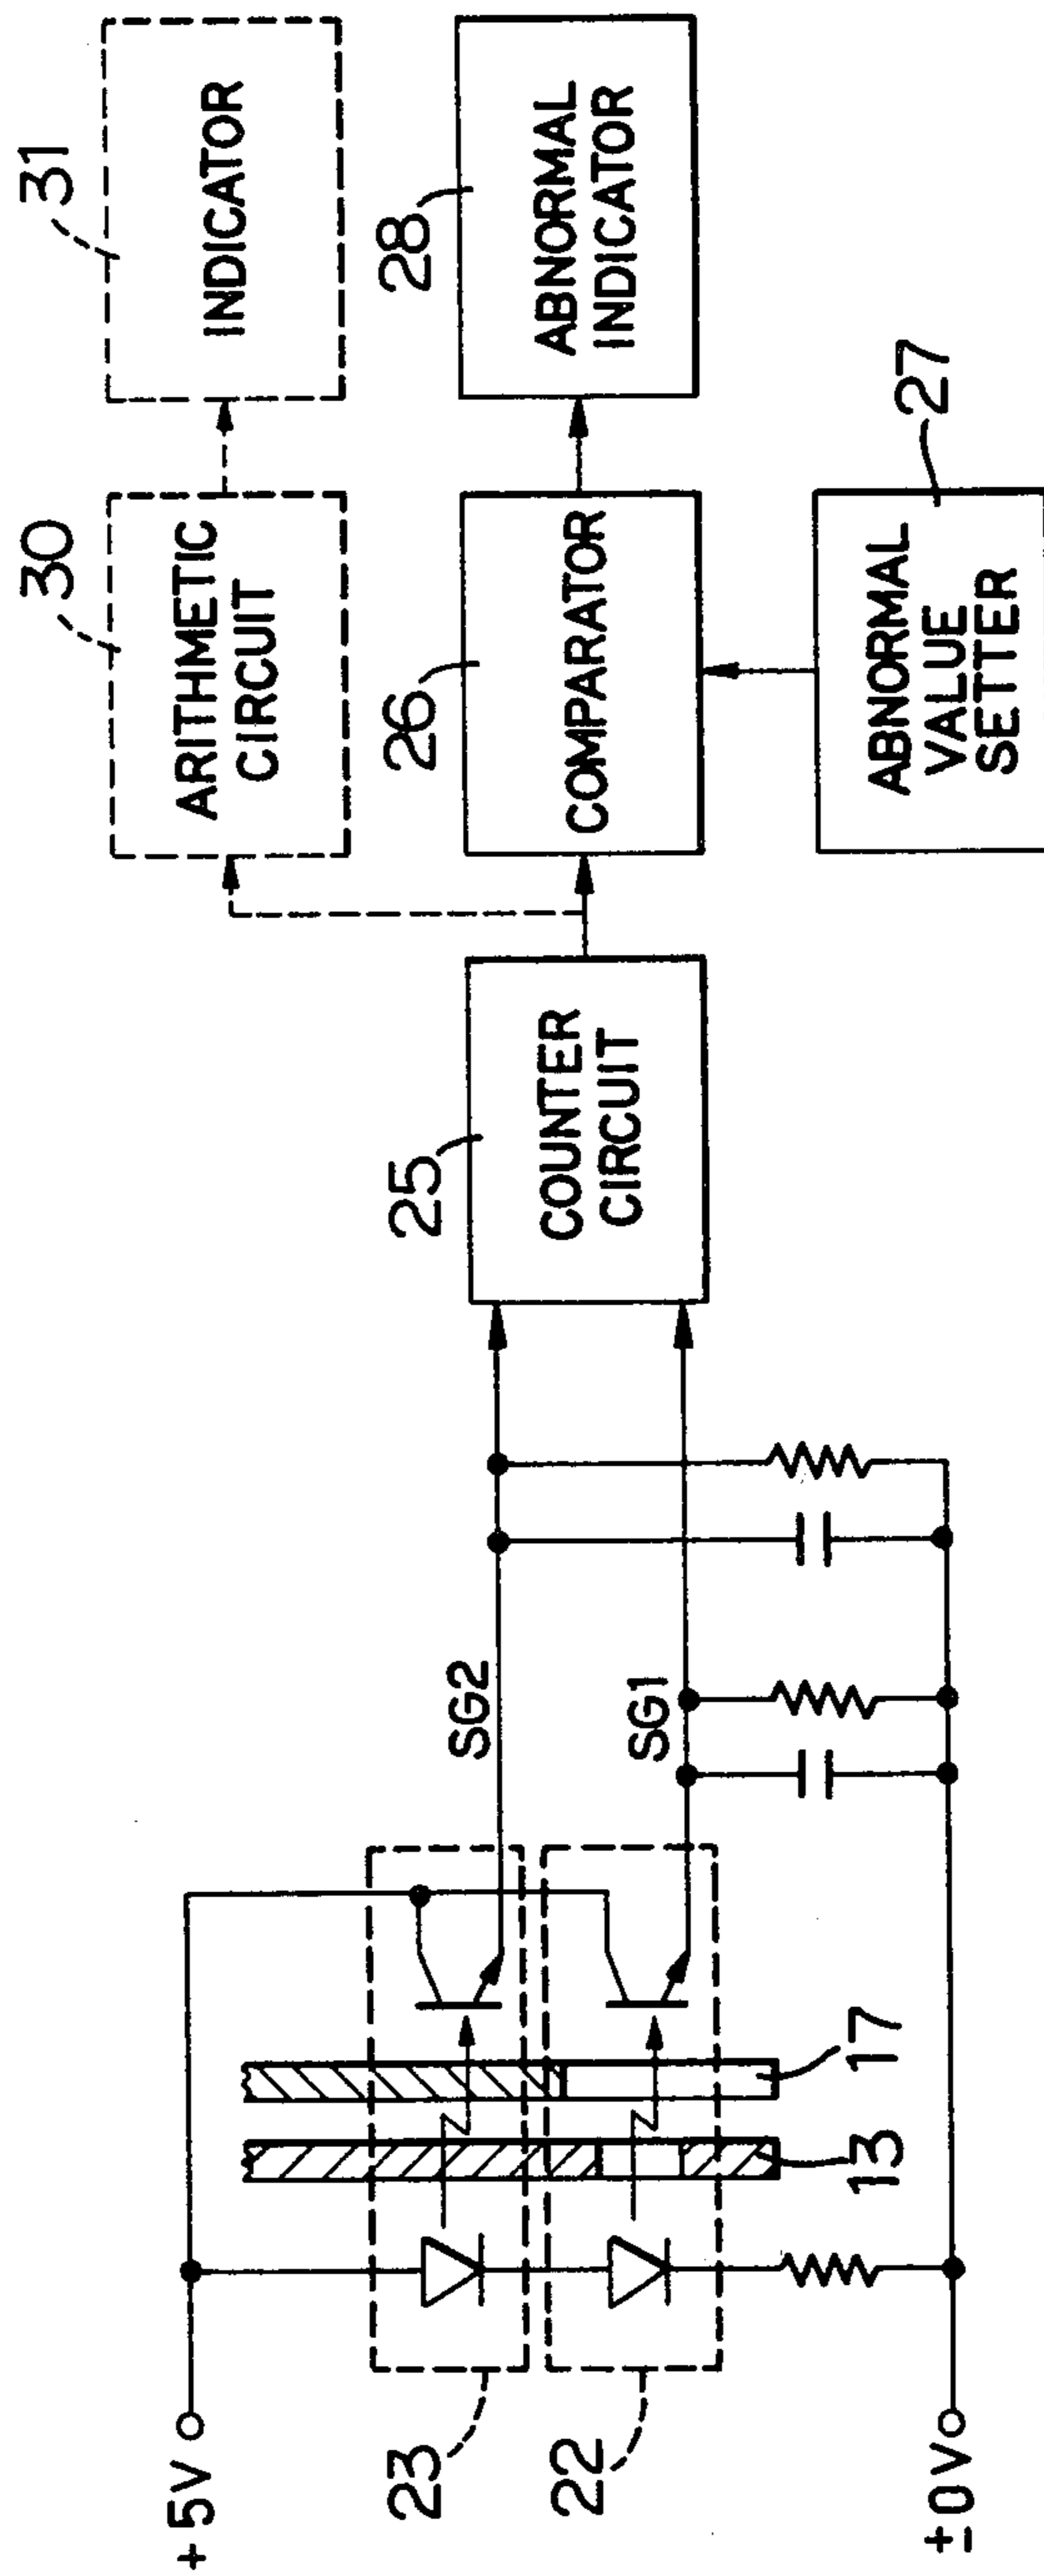 +5V
±0V
23
22
13
17
SG2
SG1
25
COUNTER
CIRCUIT
30
ARITHMETIC
CIRCUIT
31
INDICATOR
26
COMPARATOR
28
ABNORMAL
INDICATOR
27
ABNORMAL
VALUE
SETTER